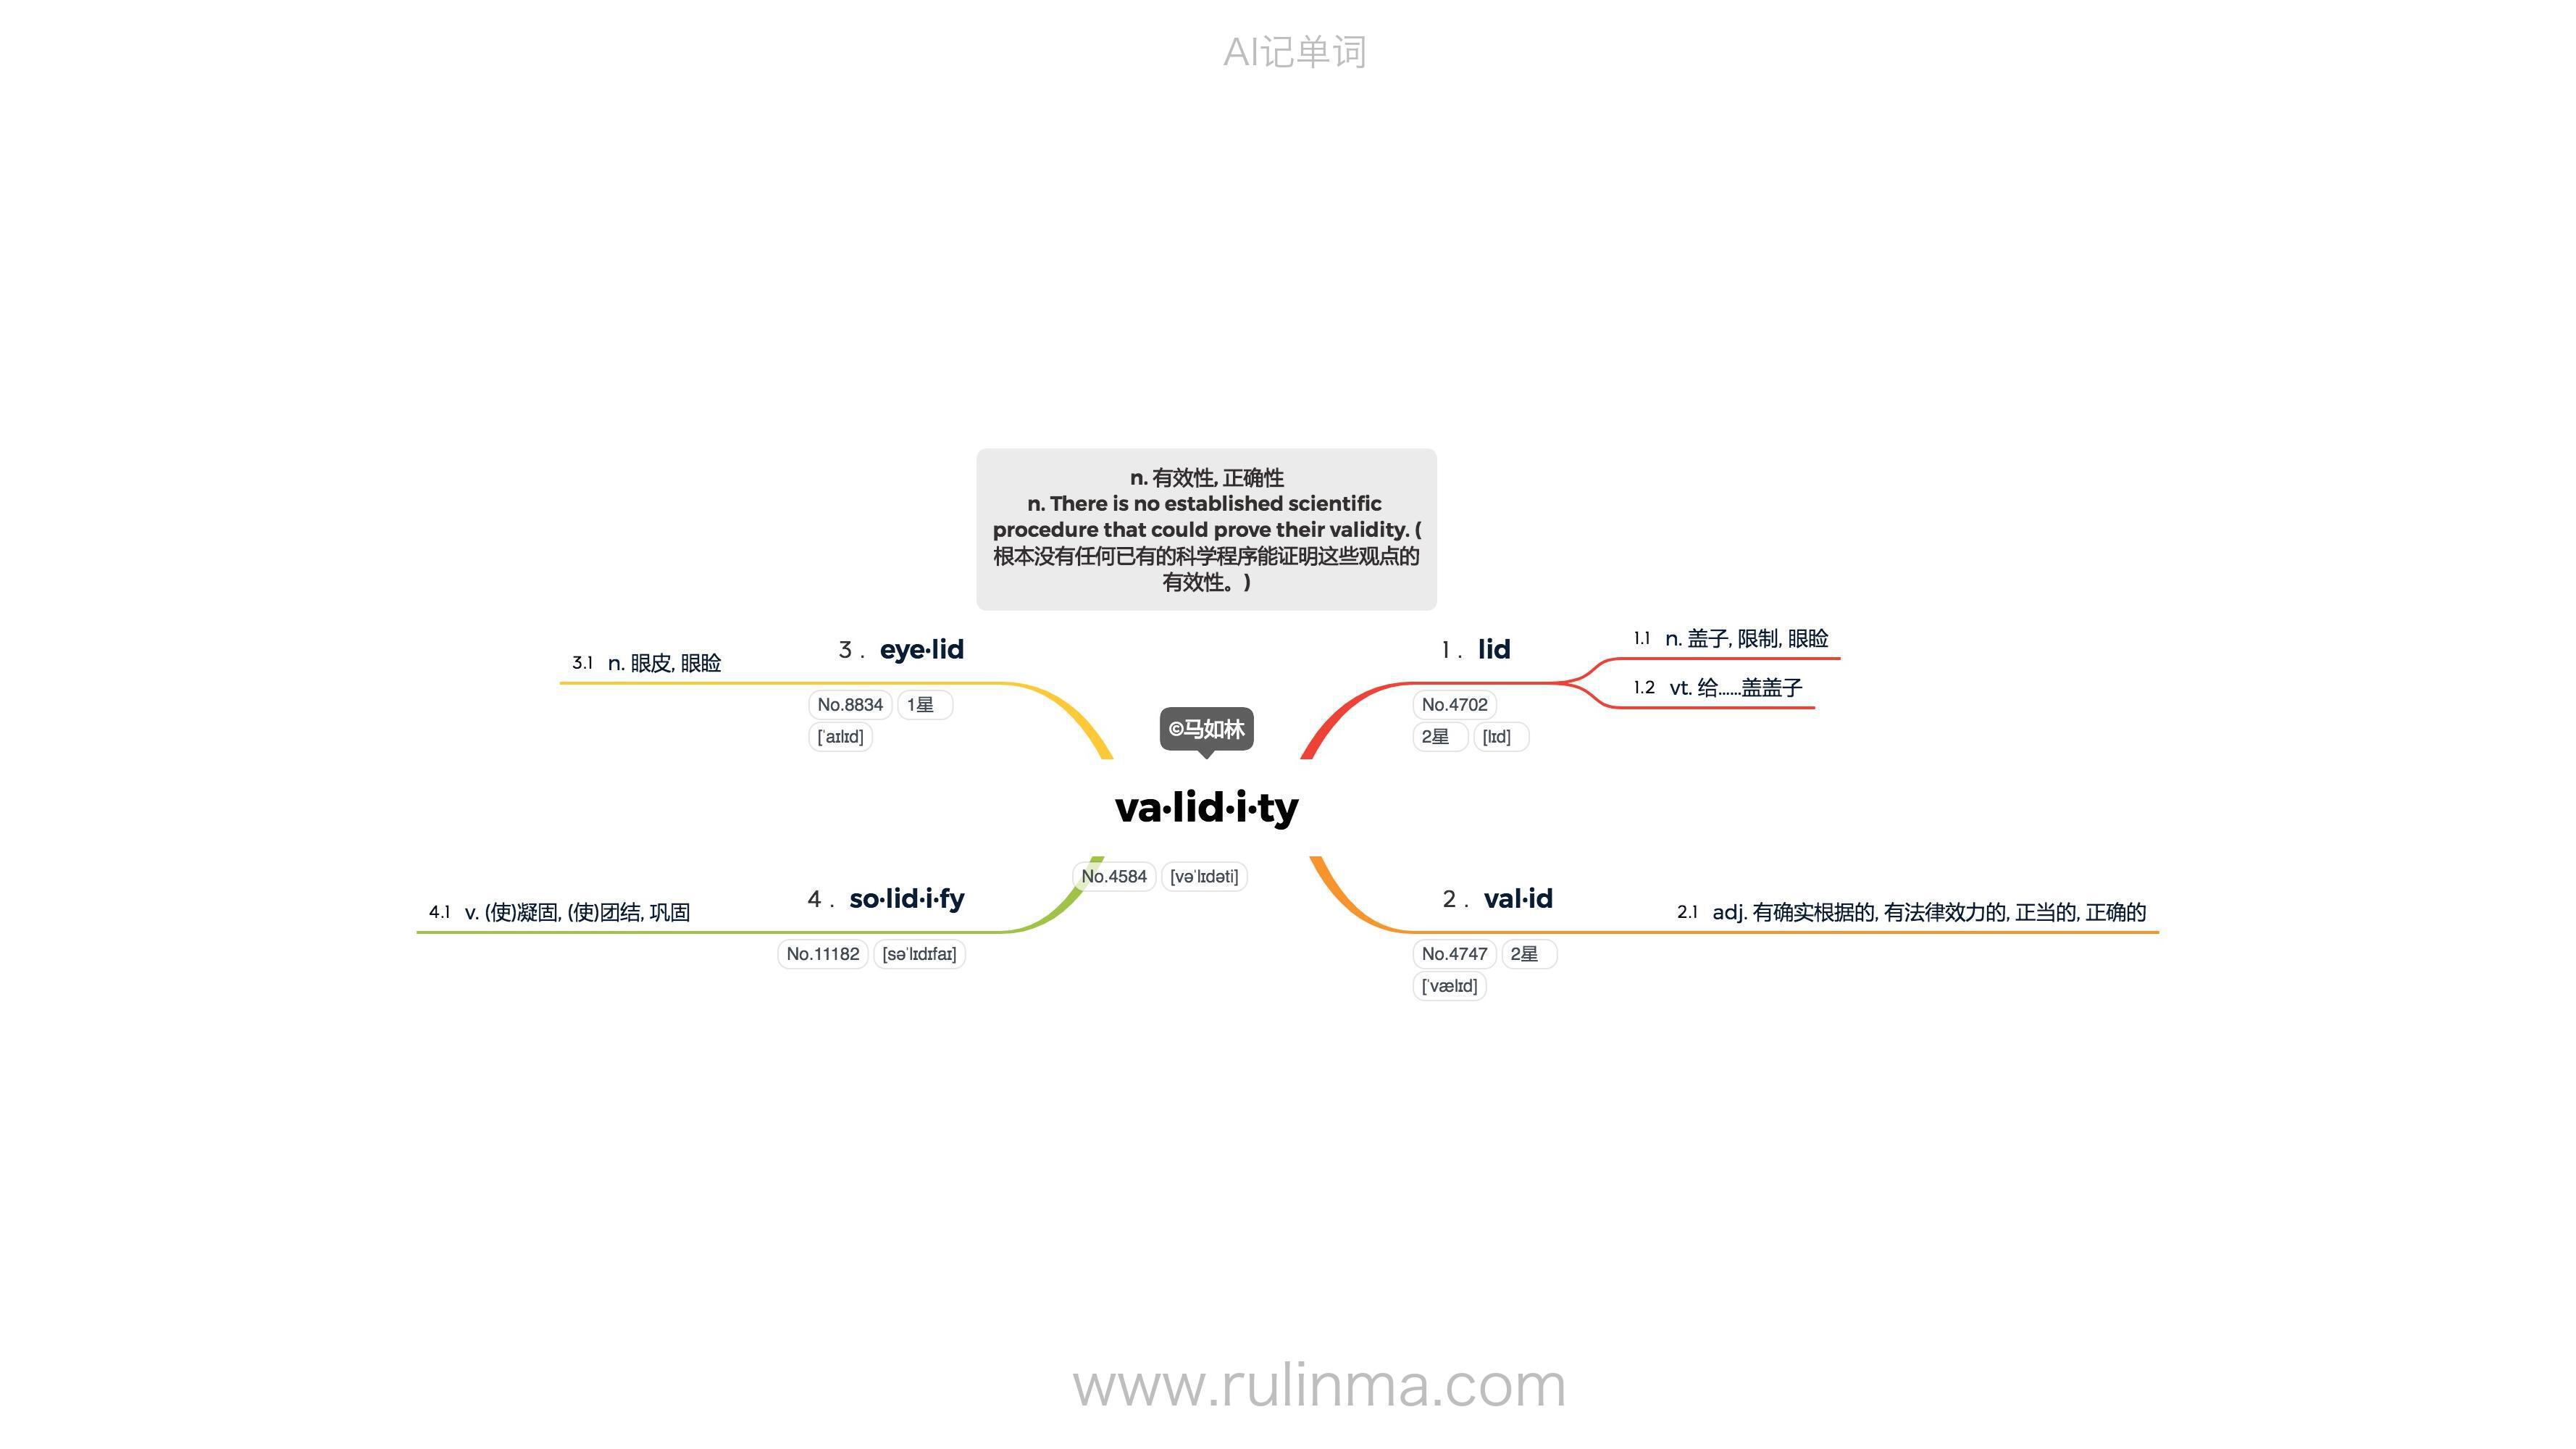 AI记单词
n. 有效性, 正确性
n. There is no established scientific
procedure that could prove their validity. (
根本没有任何已有的科学程序能证明这些观点的
有效性。)
©马如林
va·lid·i·ty
No.4584 [vəˈlɪdəti]
1 . lid
No.4702
2星 [lɪd]
1.1 n. 盖子, 限制, 眼睑
1.2 vt. 给……盖盖子
2 . val·id
No.4747 2星
[ˈvælɪd]
2.1 adj. 有确实根据的, 有法律效力的, 正当的, 正确的
3 . eye·lid
No.8834 1星
[ˈaɪlɪd]
3.1 n. 眼皮, 眼睑
4 . so·lid·i·fy
No.11182 [səˈlɪdɪfaɪ]
4.1 v. (使)凝固, (使)团结, 巩固
www.rulinma.com